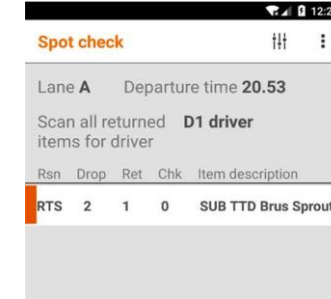 12:2
Spot check
Lane A Departure time 20.53
Scan all returned D1 driver
items for driver
Rsn Drop Ret Chk Item description
RTS 2 1 0 SUB TTD Brus Sprout